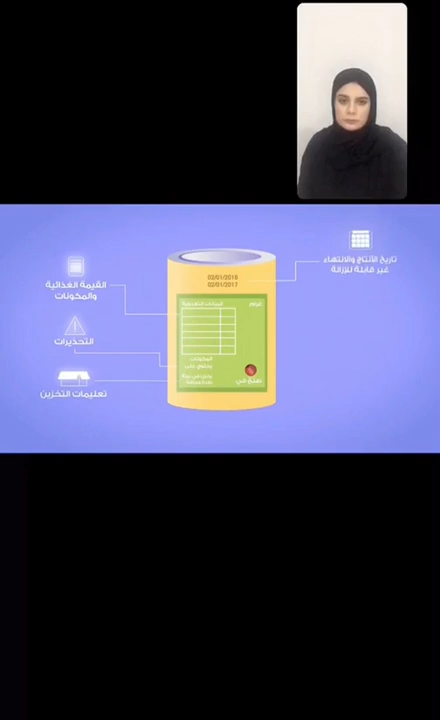 تاريخ الانتاج والانتهاء
غير قابلة للإزالة
القيمة الغذائية
والمكونات
التحذيرات
تعليمات التخزين
02/01/2016
02/01/2017
المكونات
صنع في